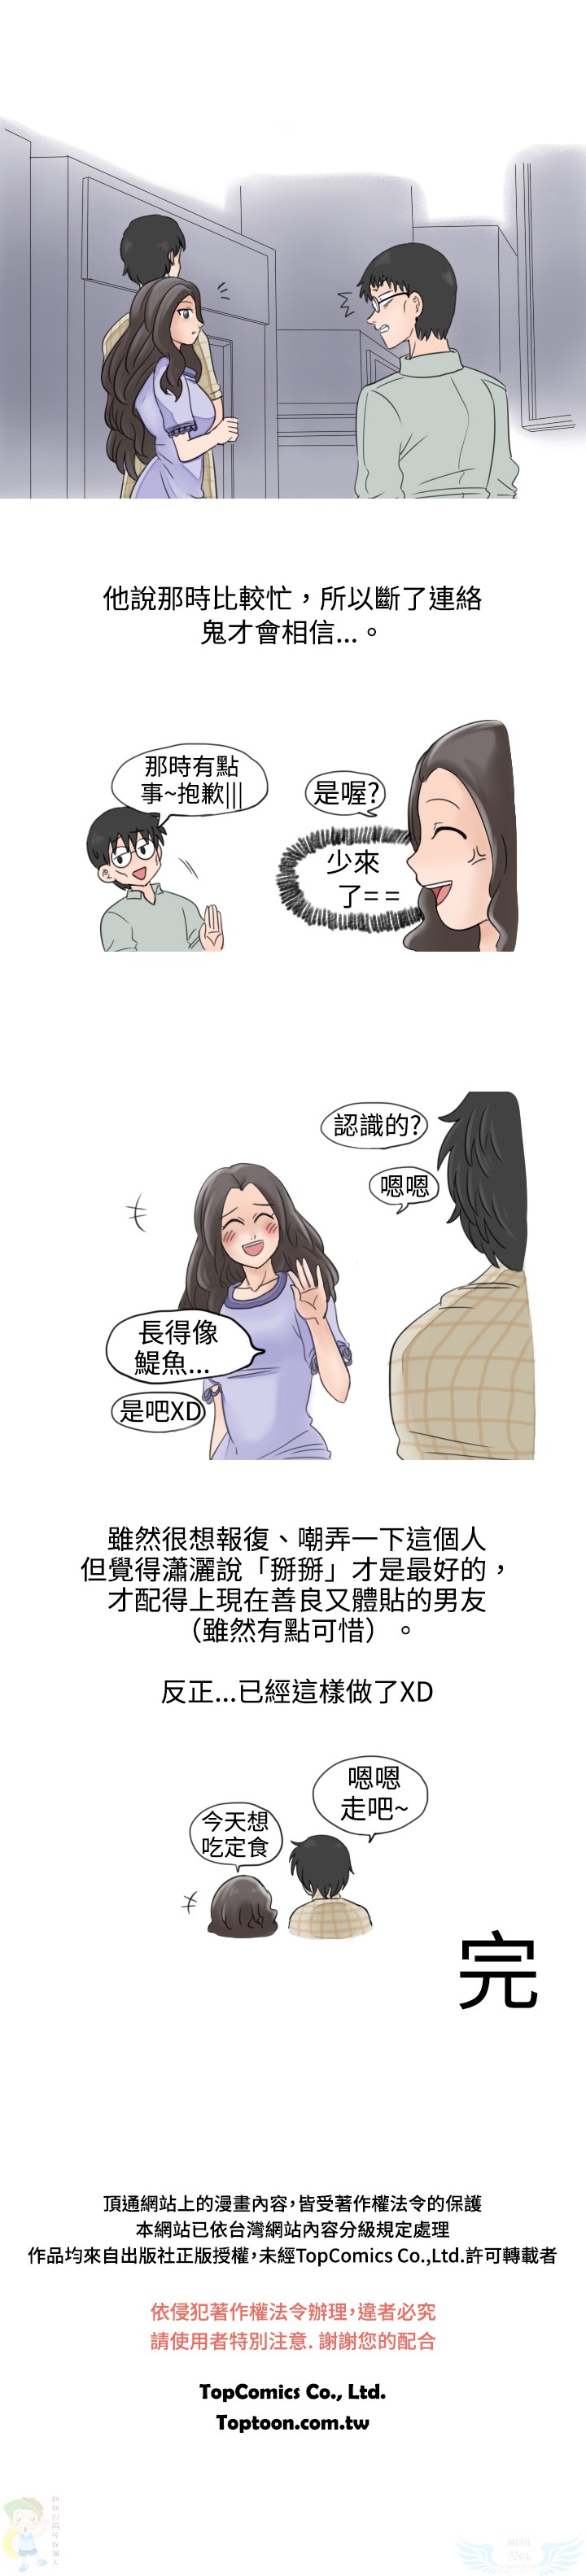 他說那時比較忙，所以斷了連絡
鬼才會相信...。
那時有點
事~抱歉|||
是喔?
少來
了= =
認識的?
嗯嗯
長得像
鯷魚...
是吧XD
雖然很想報復、嘲弄一下這個人
但覺得瀟灑說「掰掰」才是最好的，
才配得上現在善良又體貼的男友
（雖然有點可惜）。
反正...已經這樣做了XD
今天想
吃定食
嗯嗯
走吧~
完
頂通網站上的漫畫內容，皆受著作權法令的保護
本網站已依台灣網站內容分級規定處理
作品均來自出版社正版授權，未經TopComics Co.,Ltd.許可轉載者
依侵犯著作權法令辦理，違者必究
請使用者特別注意. 謝謝您的配合
TopComics Co., Ltd.
Toptoon.com.tw